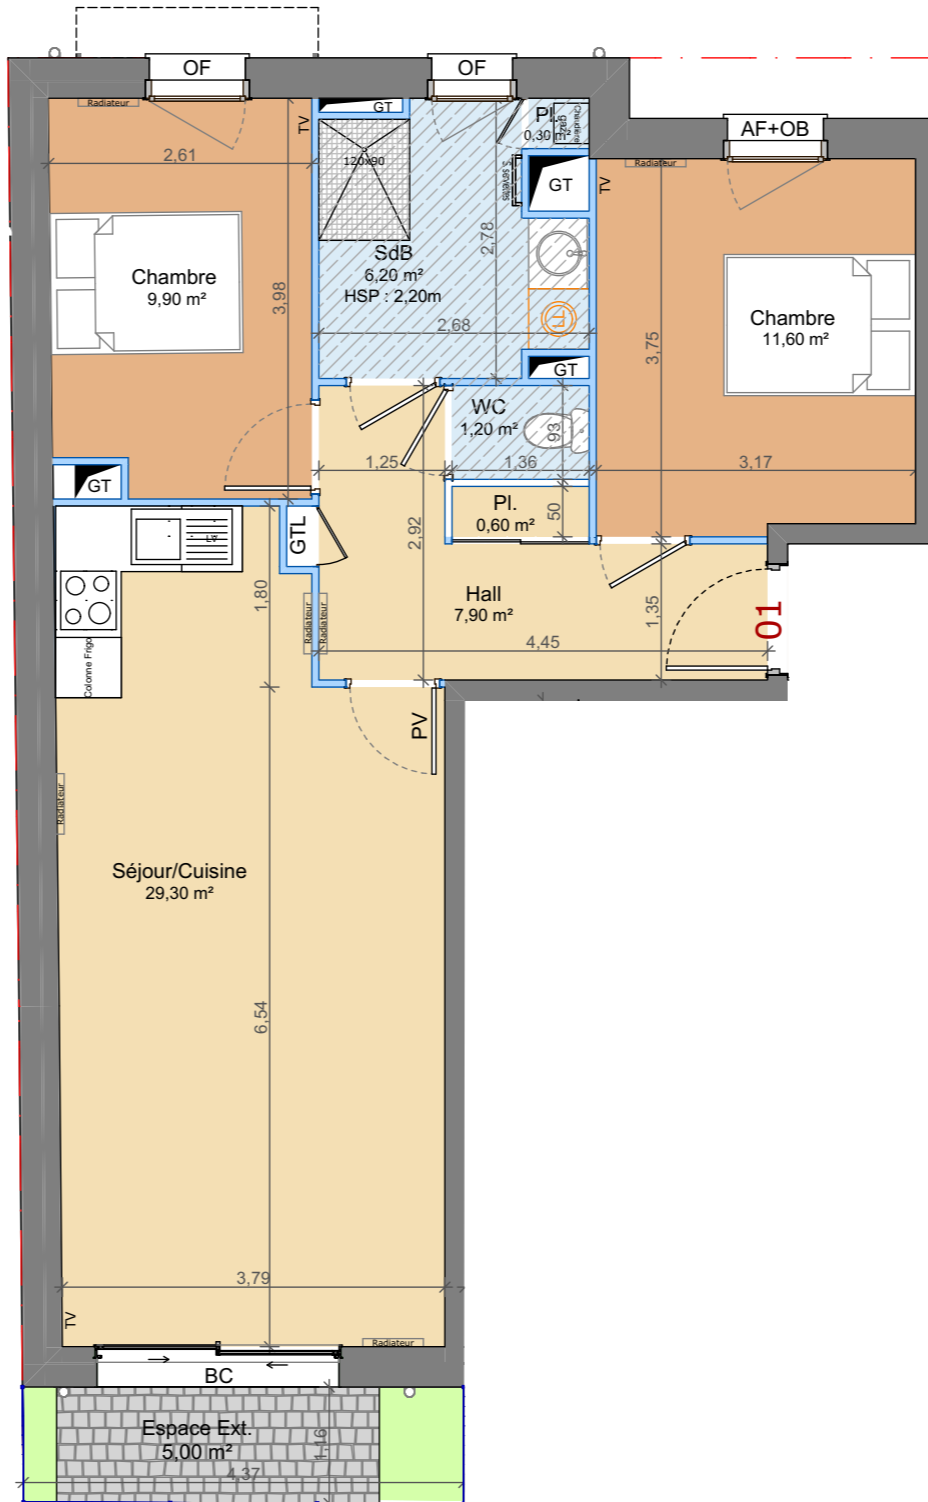 OF
OF
AF+OB
Radiateur
TV
GT
Pl.
0,30 m²
Chaudière gaz
Radiateur
TV
2,61
120x90
S. serviettes
GT
Chambre
9,90 m²
3,98
SdB
6,20 m²
HSP : 2,20m
2,78
2,68
LL
GT
3,75
Chambre
11,60 m²
WC
1,20 m²
93
1,25
1,36
3,17
GT
Pl.
0,60 m²
50
GTL
LV
2,92
1,80
Hall
7,90 m²
1,35
01
Radiateur
Radiateur
4,45
Colonne Frigo
PV
Radiateur
Séjour/Cuisine
29,30 m²
6,54
3,79
TV
Radiateur
BC
Espace Ext.
5,00 m²
1,16
4,37